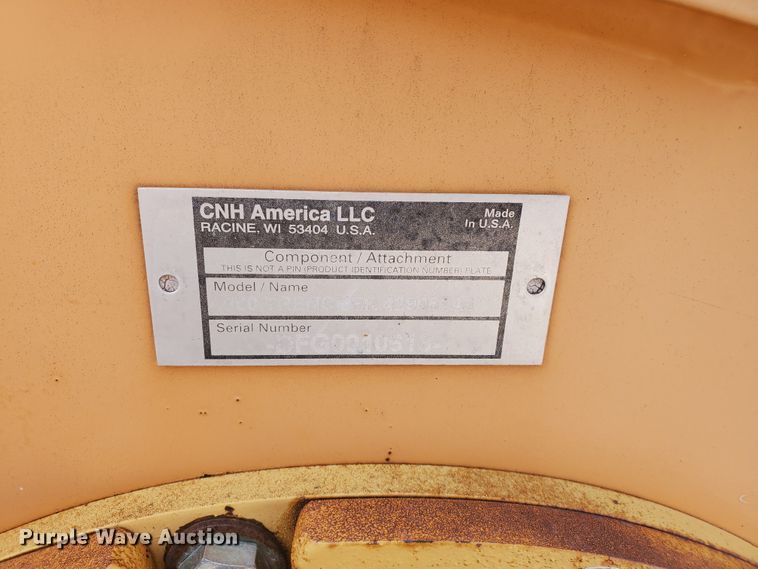 CNH America LLC
RACINE, WI 53404 U.S.A.
Made
In U.S.A.
Component / Attachment
THIS IS NOT A PIN (PRODUCT IDENTIFICATION NUMBER) PLATE
Model / Name
Serial Number
Purple Wave Auction